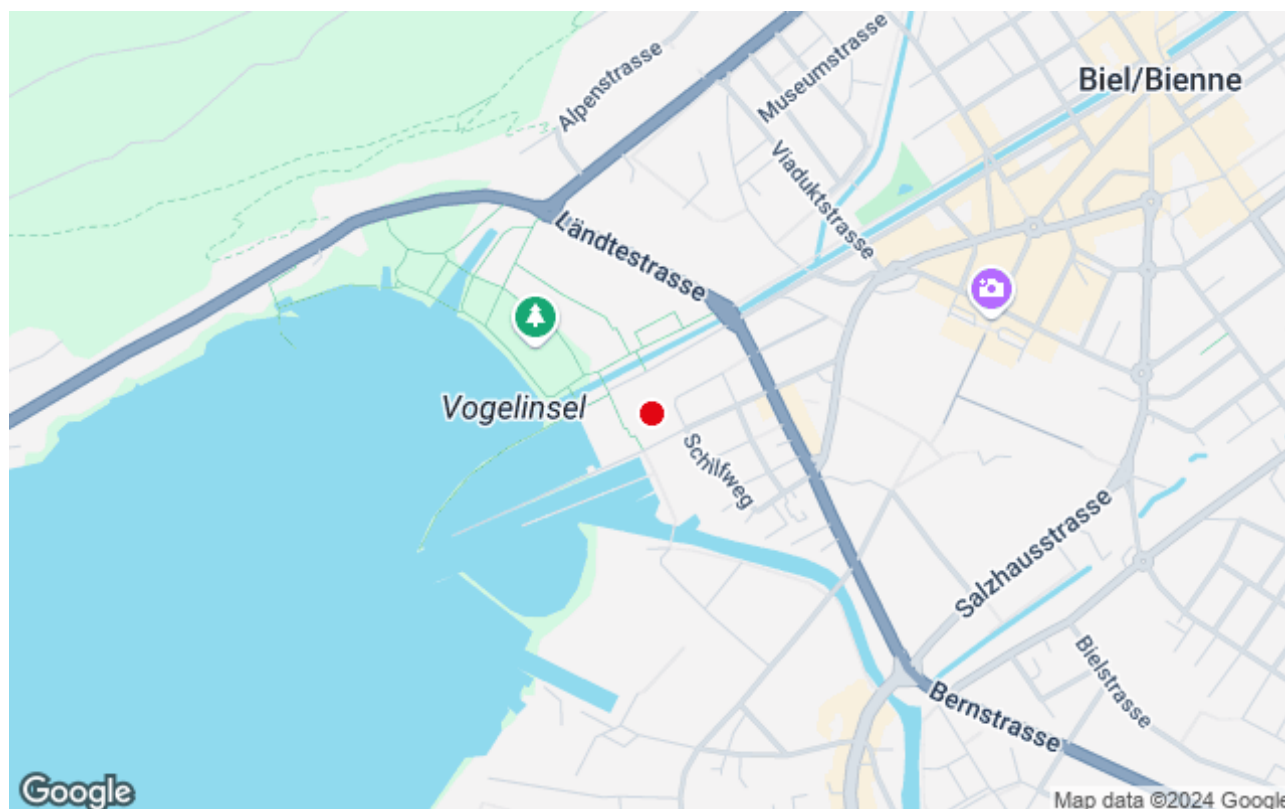 Alpenstrasse
Museumstrasse
Biel/Bienne
Viaduktstrasse
Ländtestrasse
Vogelinsel
Schilfweg
Salzhausstrasse
Bielstrasse
Bernstrasse
Google
Map data ©2024 Google